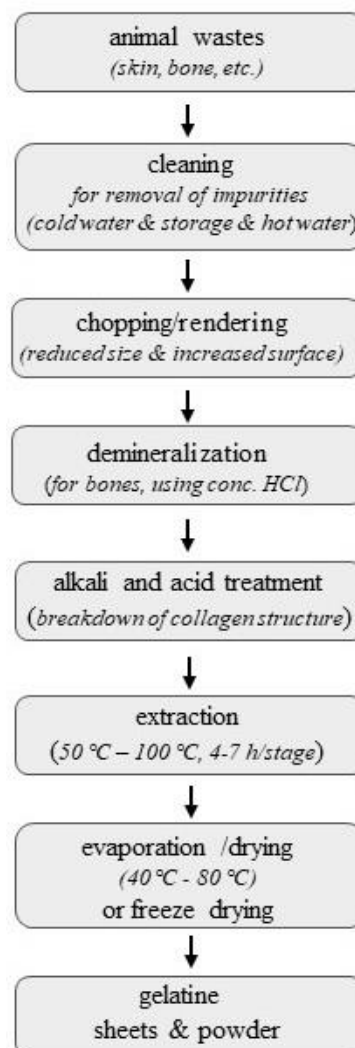 animal wastes
(skin, bone, etc.)
cleaning
for removal of impurities
(cold water & storage & hot water)
chopping/rendering
(reduced size & increased surface)
demineralization
(for bones, using conc. HCl)
alkali and acid treatment
(breakdown of collagen structure)
extraction
(50 °C – 100 °C, 4-7 h/stage)
evaporation /drying
(40 °C - 80 °C)
or freeze drying
gelatine
sheets & powder